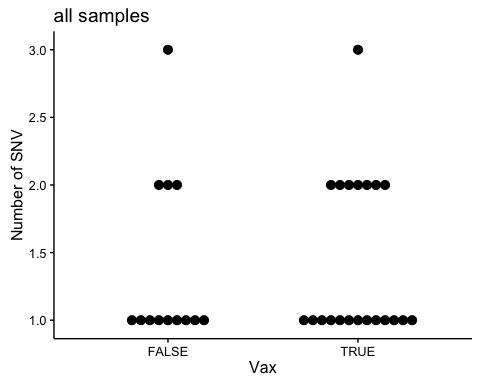 all samples
Number of SNV
3.0
2.5
2.0
1.5
1.0
FALSE
TRUE
Vax